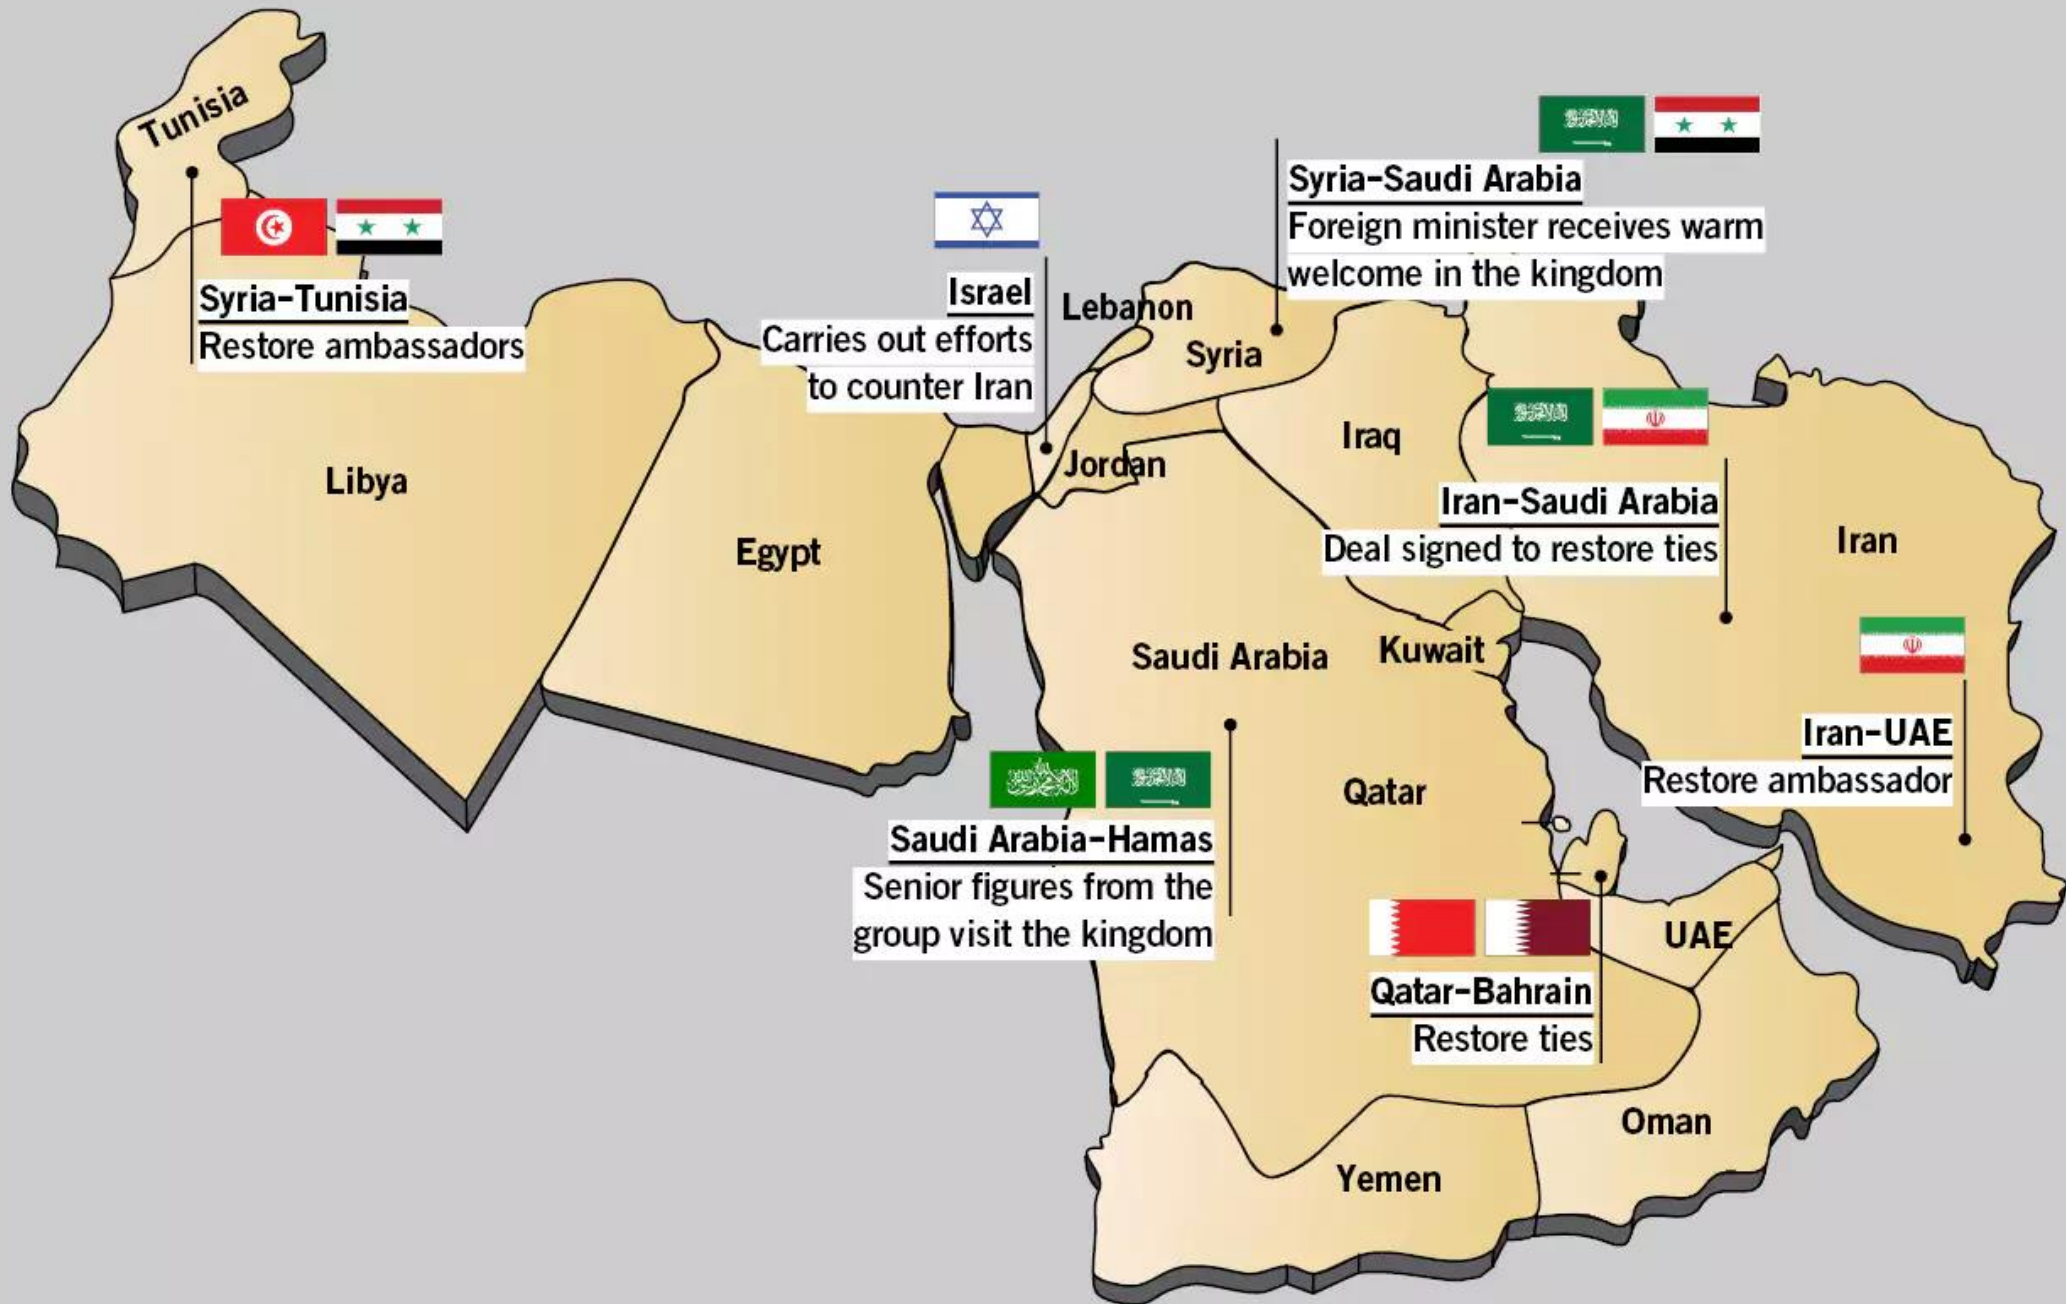 Tunisia
Syria-Tunisia
Restore ambassadors
Libya
Egypt
Israel
Carries out efforts
to counter Iran
Lebanon
Syria
Jordan
Syria-Saudi Arabia
Foreign minister receives warm
welcome in the kingdom
Iraq
Iran-Saudi Arabia
Deal signed to restore ties
Iran
Saudi Arabia
Kuwait
Iran-UAE
Restore ambassador
Qatar
Saudi Arabia-Hamas
Senior figures from the
group visit the kingdom
UAE
Qatar-Bahrain
Restore ties
Oman
Yemen